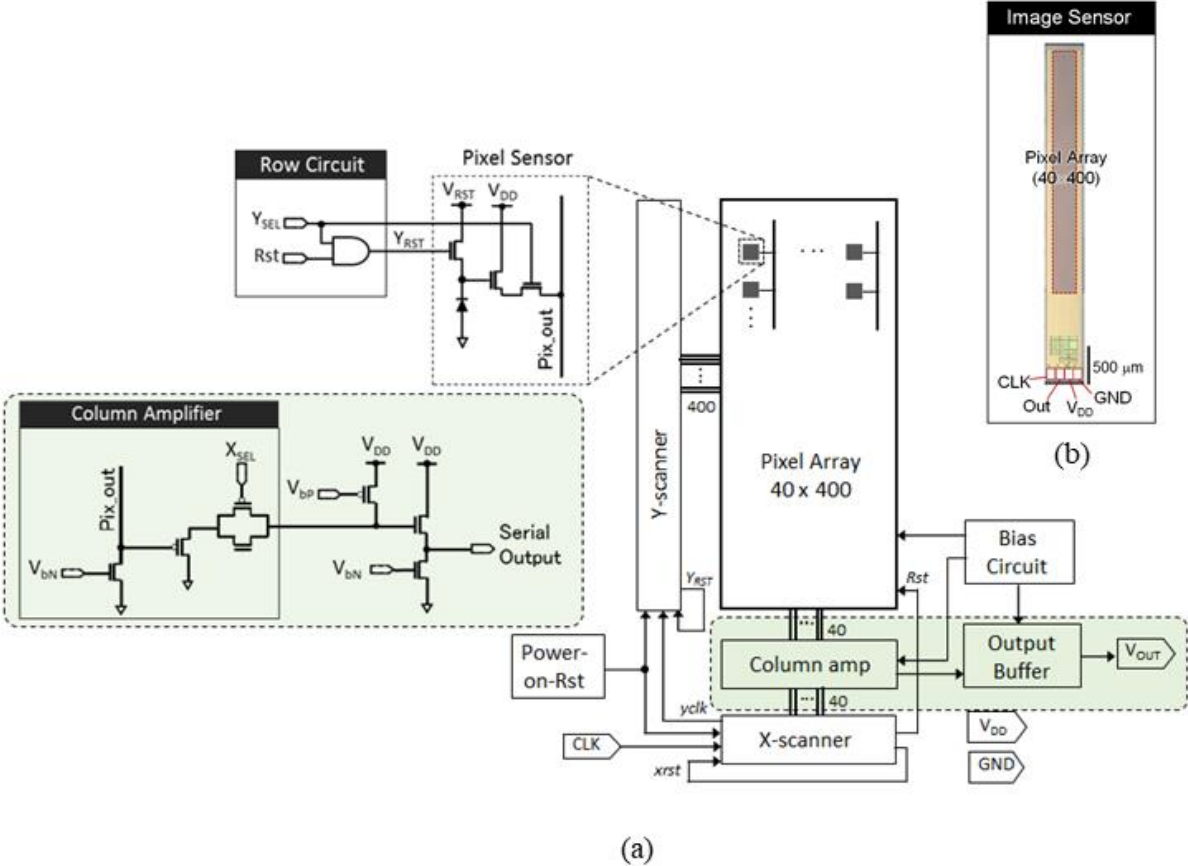 Image Sensor
Pixel Array
(40 400)
500 μm
CLK
Out
VDD
GND
(b)
Row Circuit
YSEL
Rst
YRST
Pixel Sensor
VRST
VDD
Pix_out
Column Amplifier
XSEL
Pix_out
VbN
VbP
VDD
VDD
VbN
Serial
Output
Y-scanner
400
Pixel Array
40 x 400
YRST
Rst
Bias
Circuit
40
Column amp
Output
Buffer
VOUT
40
Power-
on-Rst
yclk
CLK
X-scanner
xrst
VDD
GND
(a)